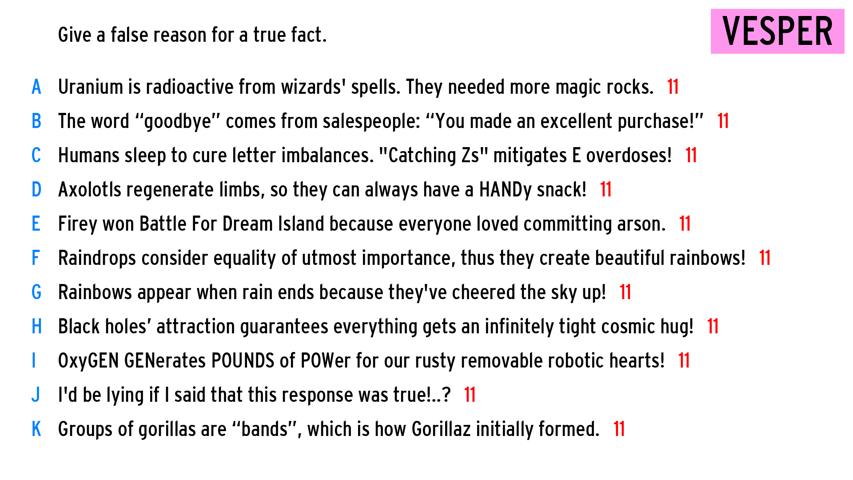 Give a false reason for a true fact.
VESPER
A Uranium is radioactive from wizards' spells. They needed more magic rocks. 11
B The word “goodbye” comes from salespeople: “You made an excellent purchase!” 11
C Humans sleep to cure letter imbalances. "Catching Zs" mitigates E overdoses! 11
D Axolotls regenerate limbs, so they can always have a HANDy snack! 11
E Firey won Battle For Dream Island because everyone loved committing arson. 11
F Raindrops consider equality of utmost importance, thus they create beautiful rainbows! 11
G Rainbows appear when rain ends because they've cheered the sky up! 11
H Black holes’ attraction guarantees everything gets an infinitely tight cosmic hug! 11
I OxyGEN GENerates POUNDS of POWer for our rusty removable robotic hearts! 11
J I'd be lying if I said that this response was true!..? 11
K Groups of gorillas are “bands”, which is how Gorillaz initially formed. 11